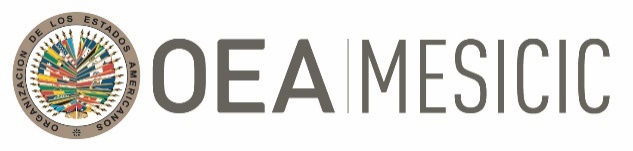 ORGANIZACION DE LOS ESTADOS AMERICANOS
OEA | MESICIC